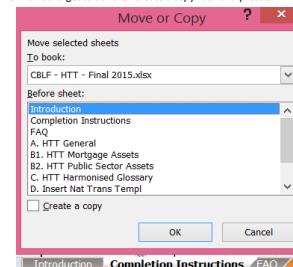 Move or Copy ? ×
Move selected sheets
To book:
CBLF - HTT - Final 2015.xlsx
Before sheet:
Introduction
Completion Instructions
FAQ
A. HTT General
B1. HTT Mortgage Assets
B2. HTT Public Sector Assets
C. HTT Harmonised Glossary
D. Insert Nat Trans Templ
Create a copy
OK Cancel
Introduction Completion Instructions FAQ